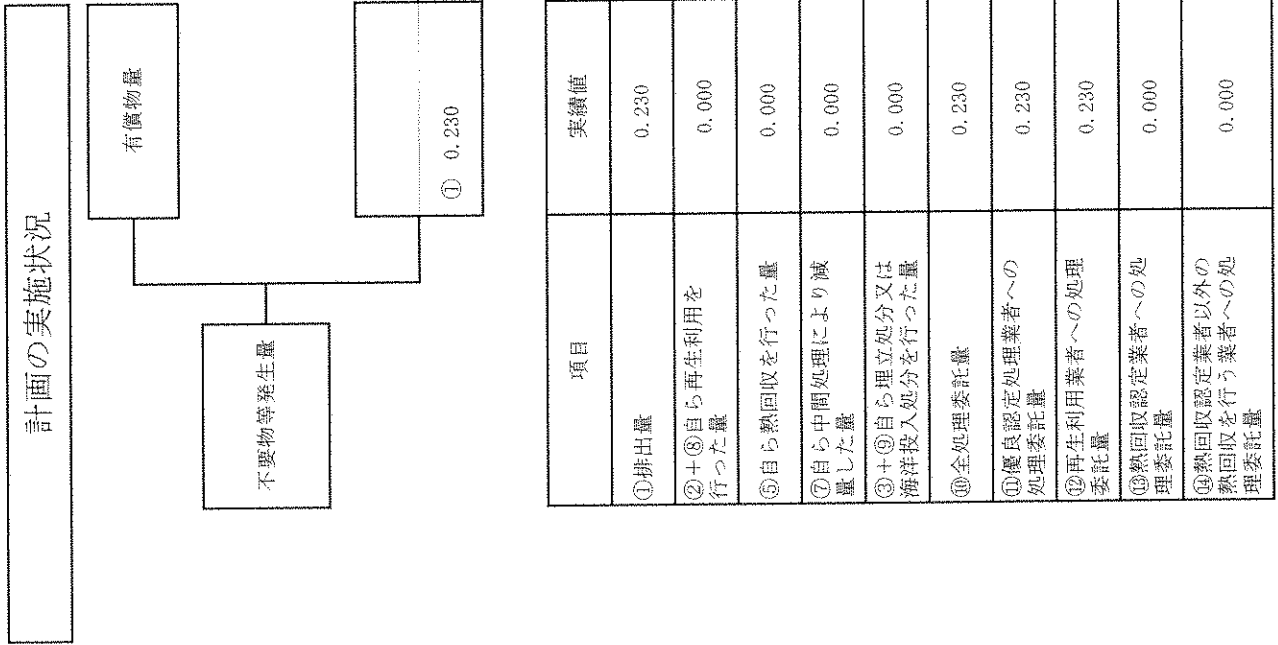 計画の実施状況
有償物量
不要物等発生量
① 0.230
項目 実績値
①排出量 0.230
②+⑧自ら再生利用を
行った量 0.000
⑤自ら熱回収を行った量 0.000
⑦自ら中間処理により減
量した量 0.000
③+⑨自ら埋立処分又は
海洋投入処分を行った量 0.000
⑩全処理委託量 0.230
⑪優良認定処理業者への
処理委託量 0.230
⑫再生利用業者への処理
委託量 0.230
⑬熱回収認定業者への処
理委託量 0.000
⑭熱回収認定業者以外の
熱回収を行う業者への処
理委託量 0.000